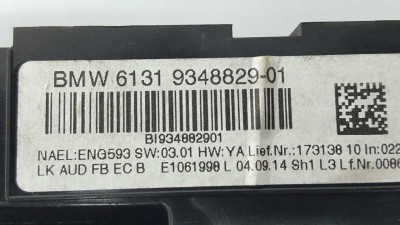 BMW 6131 9348829-01
BI934882901
NAEL:ENG593 SW:03.01 HW:YA Lief.Nr.:173138 10 In:022
LK AUD FB EC B E1061998 L 04.09.14 Sh1 L3 Lf.Nr.0086